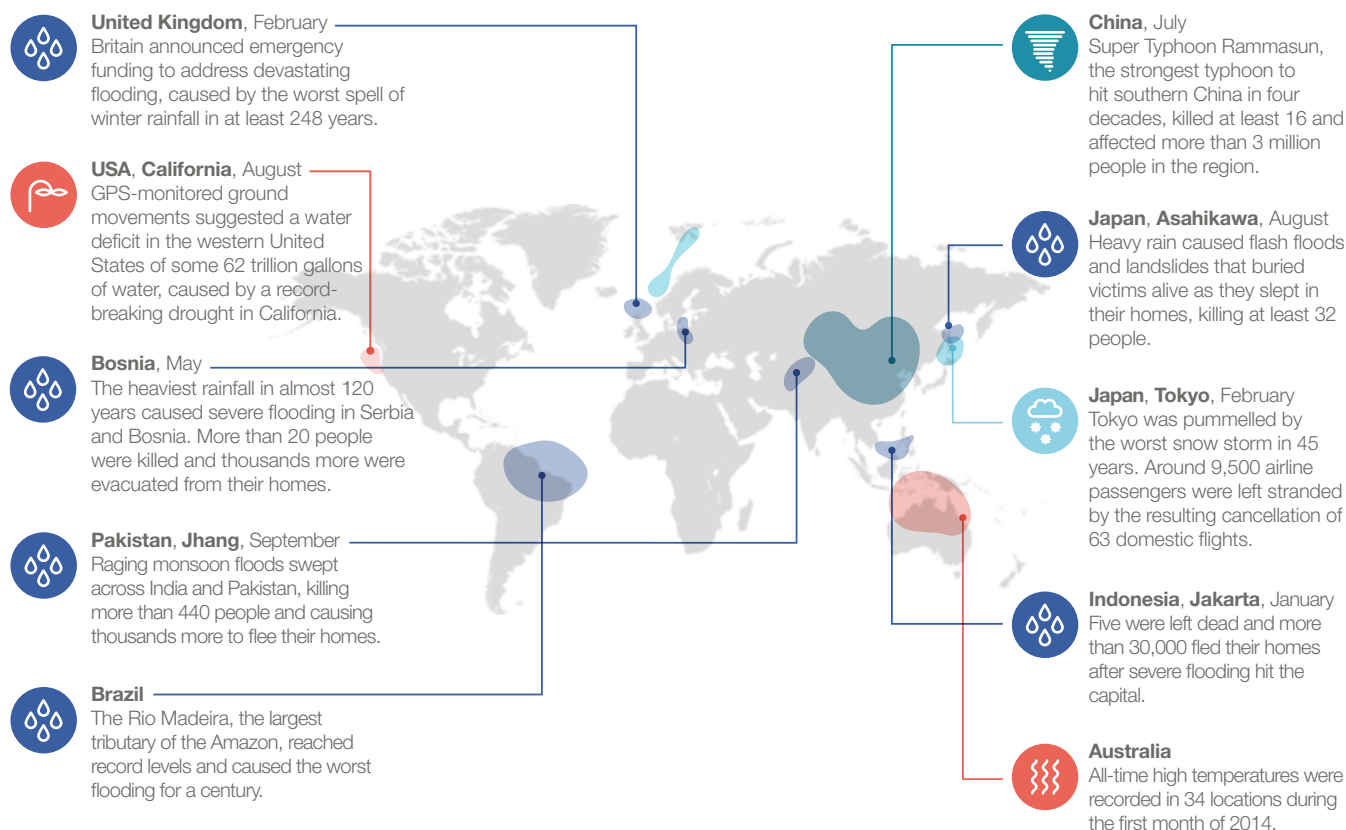 United Kingdom, February
Britain announced emergency
funding to address devastating
flooding, caused by the worst spell of
winter rainfall in at least 248 years.
USA, California, August
GPS-monitored ground
movements suggested a water
deficit in the western United
States of some 62 trillion gallons
of water, caused by a record-
breaking drought in California.
Bosnia, May
The heaviest rainfall in almost 120
years caused severe flooding in Serbia
and Bosnia. More than 20 people
were killed and thousands more were
evacuated from their homes.
Pakistan, Jhang, September
Raging monsoon floods swept
across India and Pakistan, killing
more than 440 people and causing
thousands more to flee their homes.
Brazil
The Rio Madeira, the largest
tributary of the Amazon, reached
record levels and caused the worst
flooding for a century.
China, July
Super Typhoon Rammasun,
the strongest typhoon to
hit southern China in four
decades, killed at least 16 and
affected more than 3 million
people in the region.
Japan, Asahikawa, August
Heavy rain caused flash floods
and landslides that buried
victims alive as they slept in
their homes, killing at least 32
people.
Japan, Tokyo, February
Tokyo was pummelled by
the worst snow storm in 45
years. Around 9,500 airline
passengers were left stranded
by the resulting cancellation of
63 domestic flights.
Indonesia, Jakarta, January
Five were left dead and more
than 30,000 fled their homes
after severe flooding hit the
capital.
Australia
All-time high temperatures were
recorded in 34 locations during
the first month of 2014.